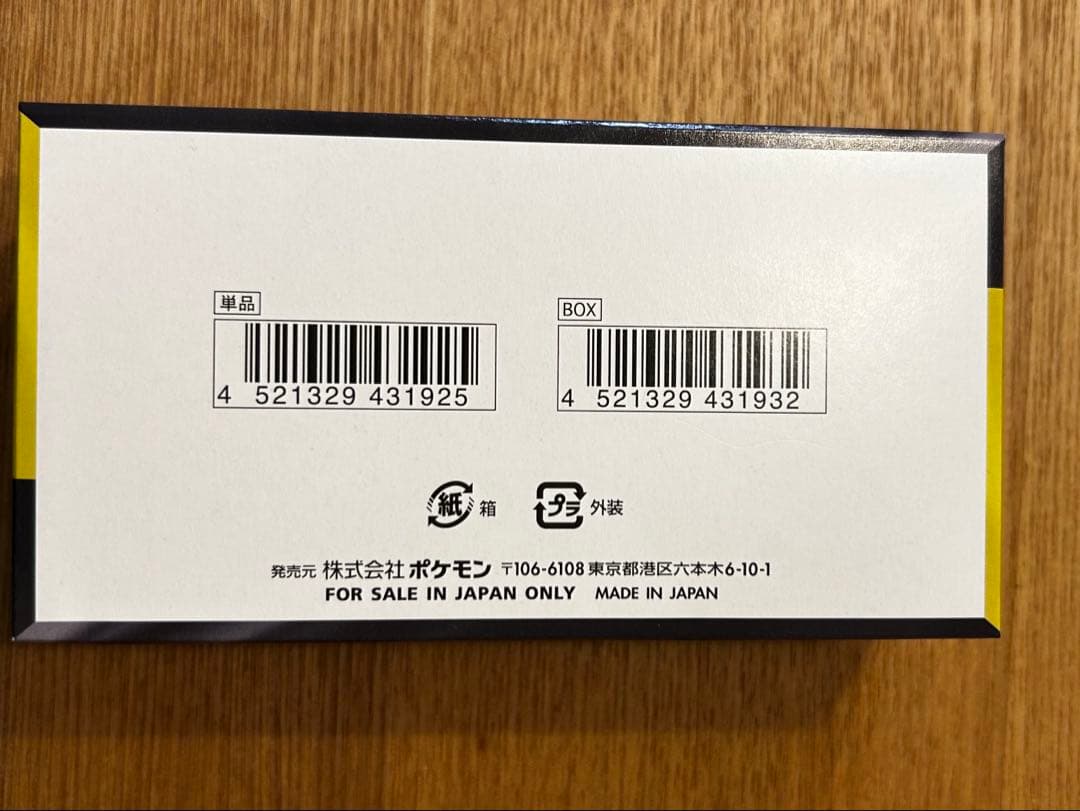 単品
4 521329 431925
BOX
4 521329 431932
紙 箱
プラ 外装
発売元 株式会社ポケモン 〒106-6108 東京都港区六本木6-10-1
FOR SALE IN JAPAN ONLY MADE IN JAPAN